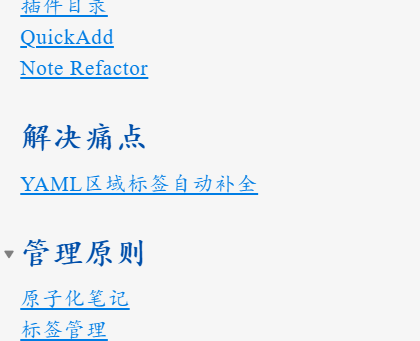 插件目录
QuickAdd
Note Refactor
解决痛点
YAML区域标签自动补全
管理原则
原子化笔记
标签管理